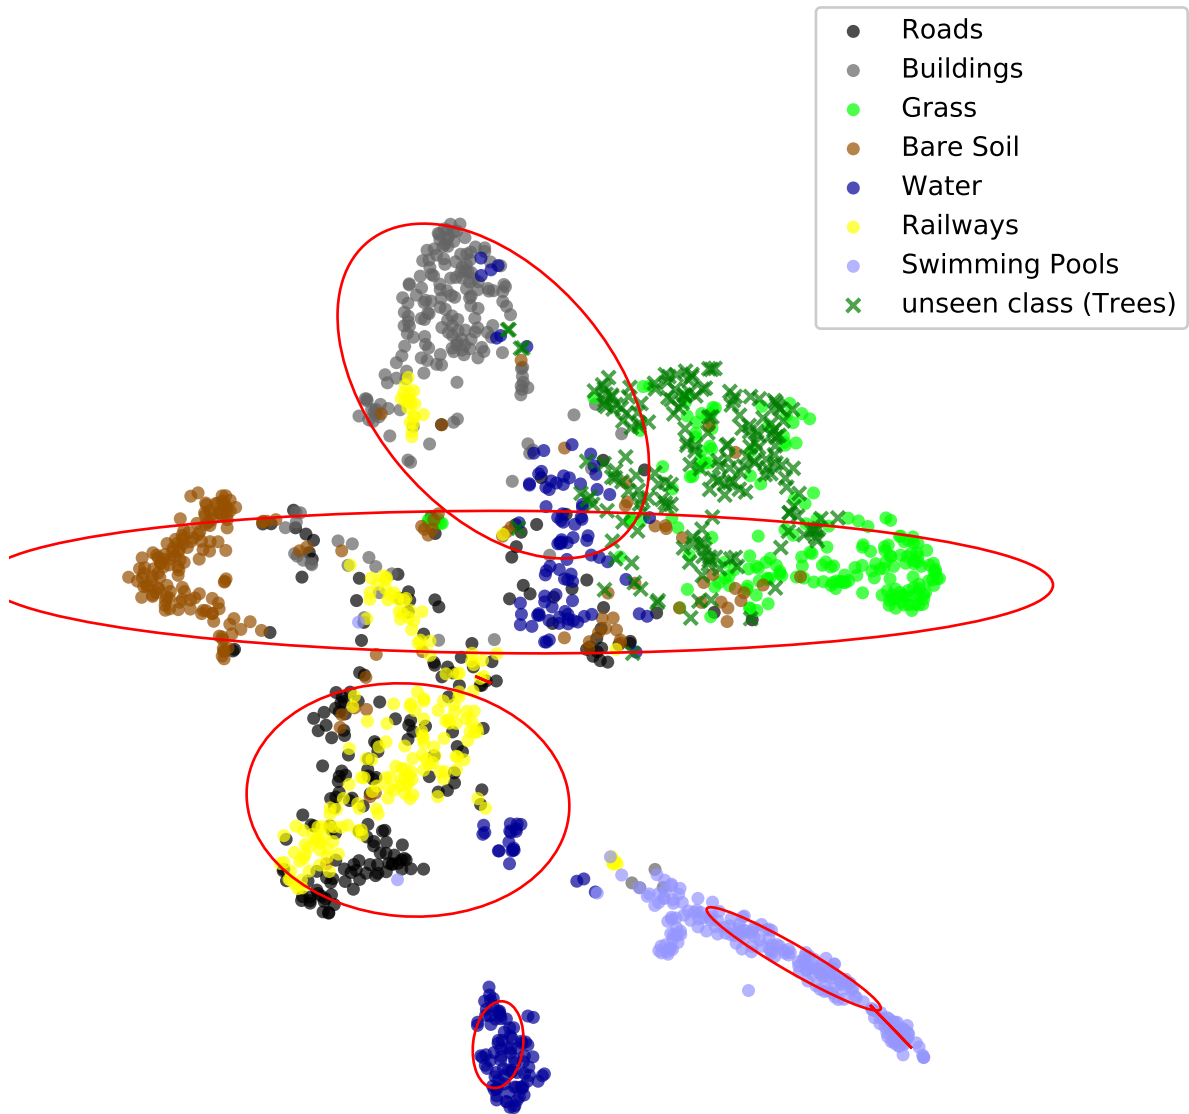 Roads
Buildings
Grass
Bare Soil
Water
Railways
Swimming Pools
unseen class (Trees)